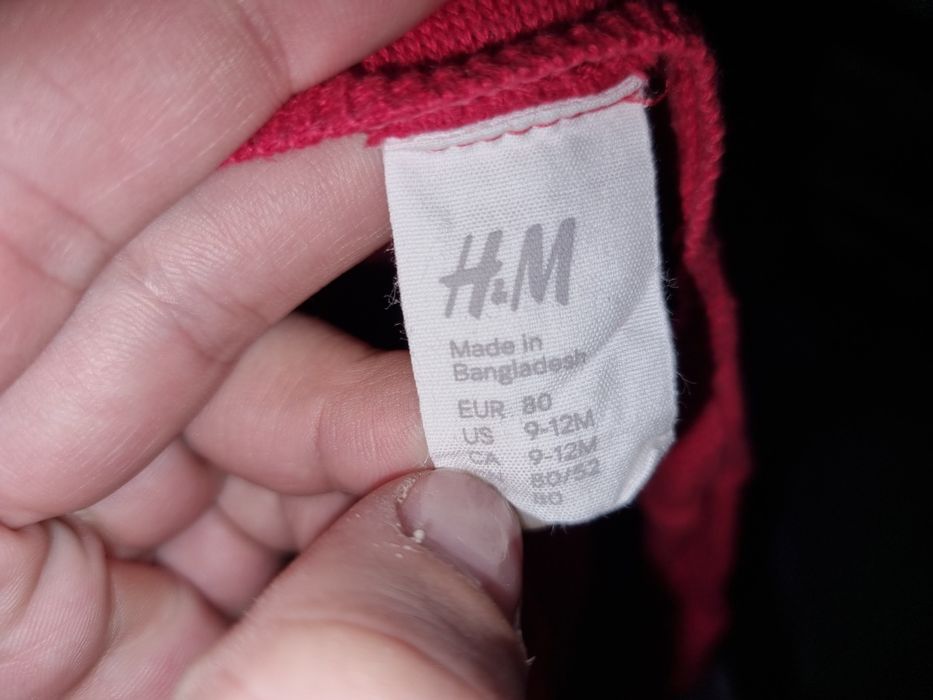 H&M
Made in
Bangladesh
EUR 80
US 9-12M
CA 9-12M
80/52
80